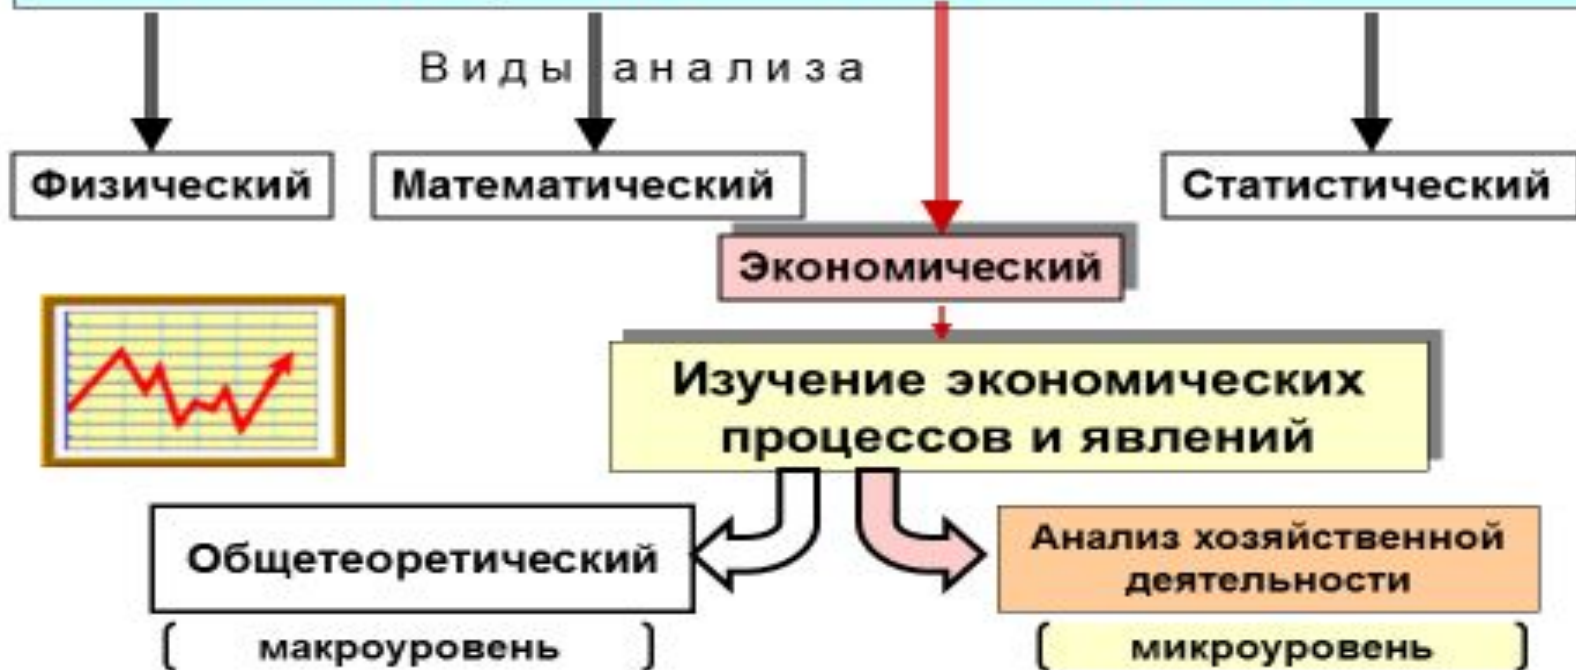 Виды анализа
Физический
Математический
Статистический
Экономический
Изучение экономических
процессов и явлений
Общетеоретический
Анализ хозяйственной
деятельности
макроуровень
микроуровень